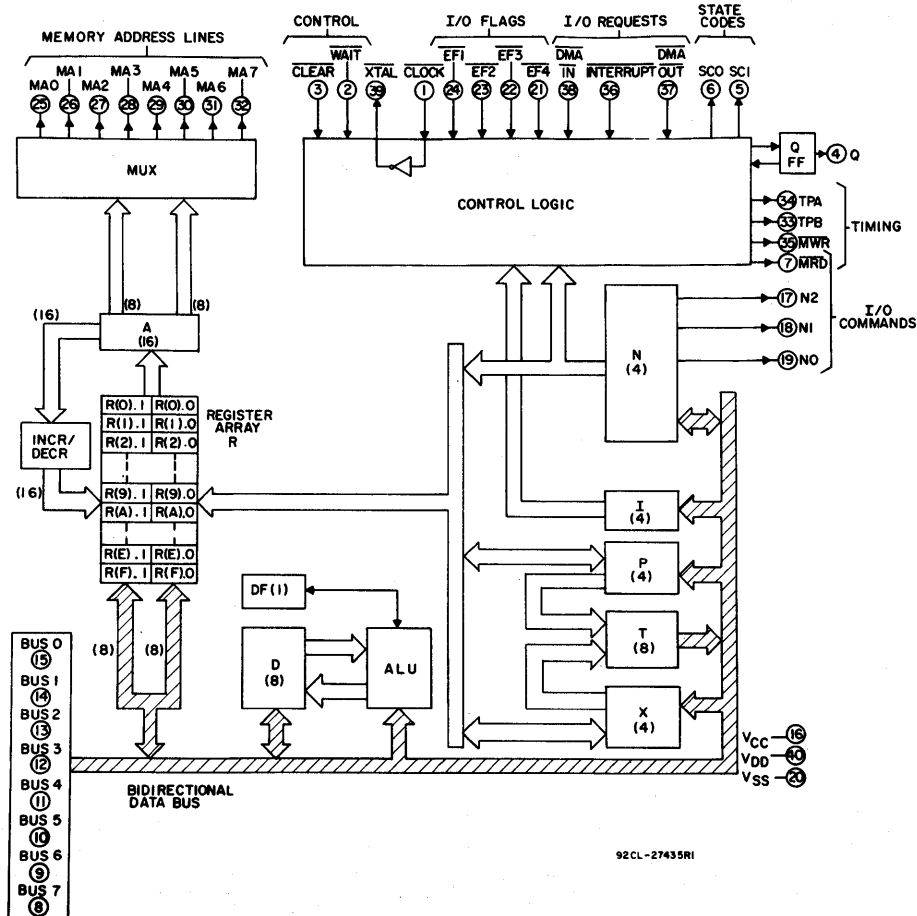 MEMORY ADDRESS LINES
MA0
MA1
MA2
MA3
MA4
MA5
MA6
MA7
25
26
27
28
29
30
31
32
MUX
CONTROL
CLEAR
WAIT
3
2
XTAL
39
I/O FLAGS
CLOCK
EF1
EF2
EF3
EF4
1
24
23
22
21
I/O REQUESTS
DMA IN
INTERRUPT
DMA OUT
38
36
37
STATE
CODES
SC0
SC1
6
5
CONTROL LOGIC
Q
FF
4 Q
34 TPA
33 TPB
35 MWR
7 MRD
TIMING
17 N2
18 N1
19 N0
I/O
COMMANDS
(8)
(8)
(16)
A
(16)
INCR/
DECR
(16)
R(0).1 R(0).0
R(1).1 R(1).0
R(2).1 R(2).0
R(9).1 R(9).0
R(A).1 R(A).0
R(E).1 R(E).0
R(F).1 R(F).0
REGISTER
ARRAY
R
N
(4)
I
(4)
P
(4)
T
(8)
X
(4)
DF(1)
D
(8)
ALU
(8)
(8)
BUS 0
15
BUS 1
14
BUS 2
13
BUS 3
12
BUS 4
11
BUS 5
10
BUS 6
9
BUS 7
8
BIDIRECTIONAL
DATA BUS
VCC 16
VDD 40
VSS 20
92CL-27435R1